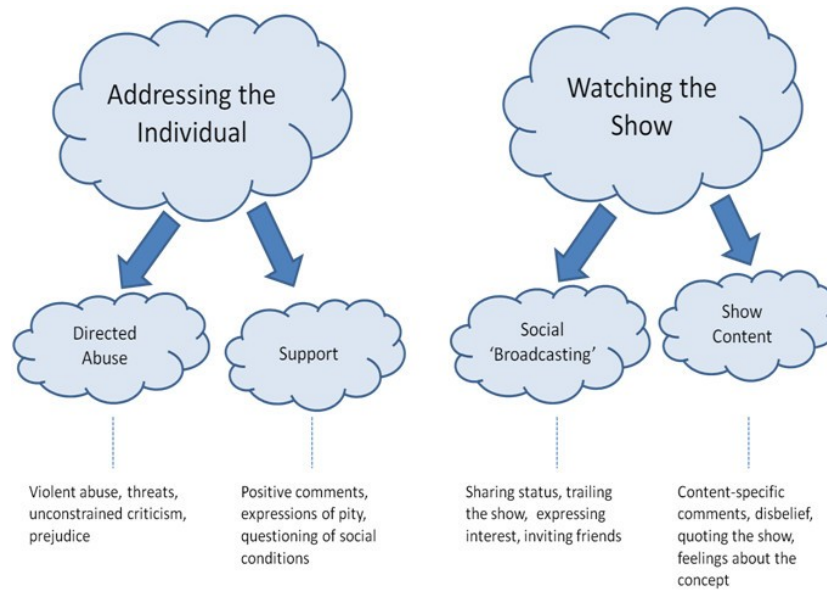 Addressing the
Individual
Watching the
Show
Directed
Abuse
Support
Social
‘Broadcasting’
Show
Content
Violent abuse, threats,
unconstrained criticism,
prejudice
Positive comments,
expressions of pity,
questioning of social
conditions
Sharing status, trailing
the show, expressing
interest, inviting friends
Content-specific
comments, disbelief,
quoting the show,
feelings about the
concept